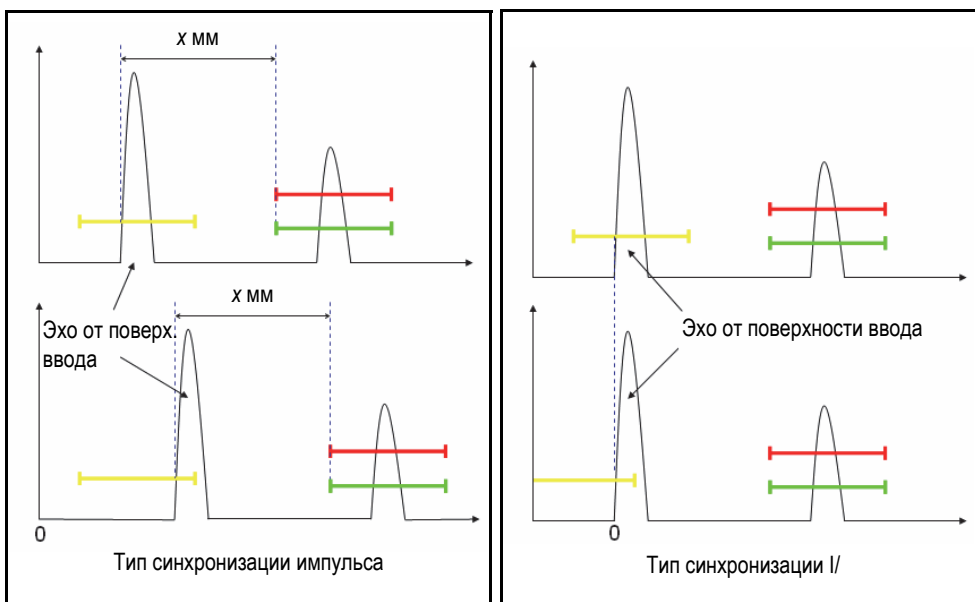 x мм
x мм
Эхо от поверх.
ввода
0
Тип синхронизации импульса
Эхо от поверхности ввода
0
Тип синхронизации I/